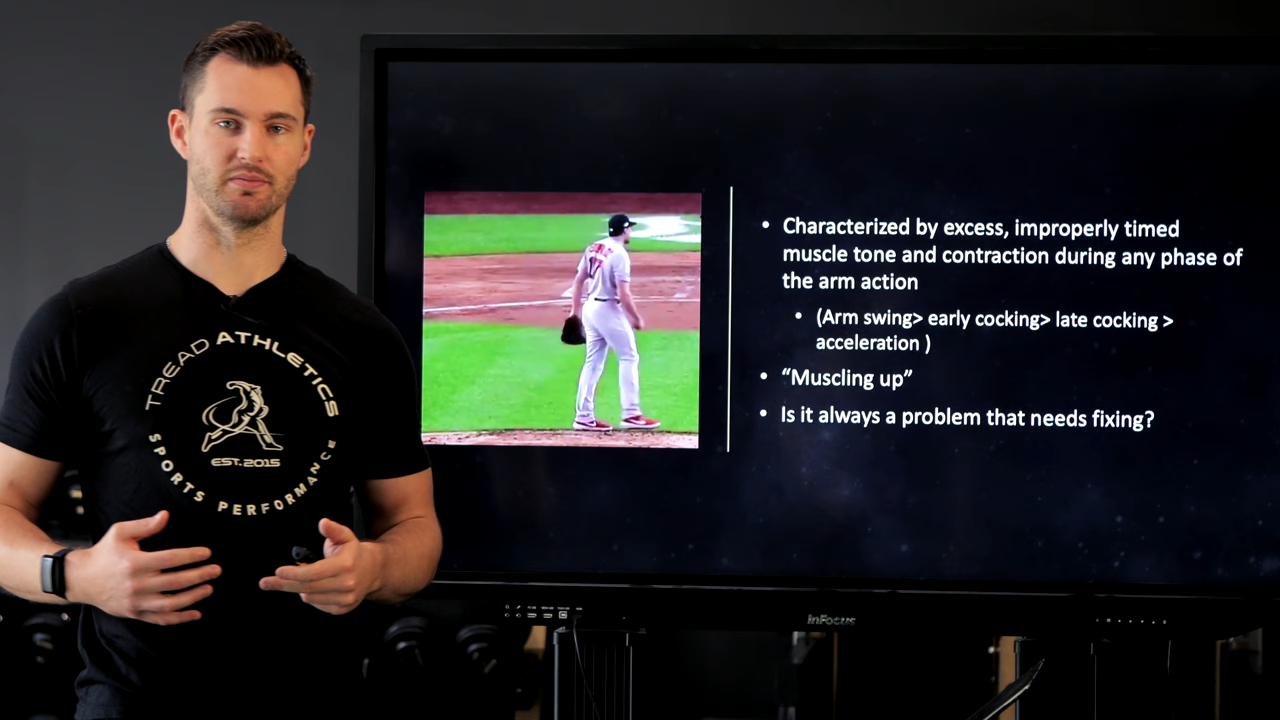 TREAD ATHLETICS
EST. 2015
SPORTS PERFORMANCE
17
• Characterized by excess, improperly timed
muscle tone and contraction during any phase of
the arm action
• (Arm swing> early cocking> late cocking >
acceleration )
• “Muscling up”
• Is it always a problem that needs fixing?
InFocus